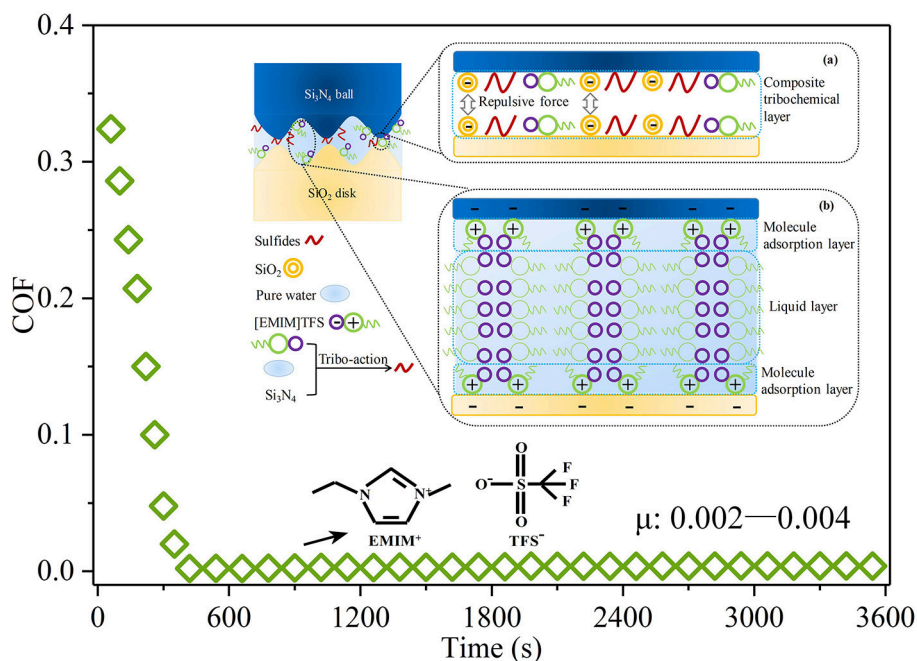 0.4
0.3
0.2
0.1
0.0
COF
0
600
1200
1800
2400
3000
3600
Time (s)
Si₃N₄ ball
SiO₂ disk
Sulfides
SiO₂
Pure water
[EMIM]TFS
Tribo-action
Si₃N₄
(a)
Repulsive force
Composite
tribochemical
layer
(b)
Molecule
adsorption layer
Liquid layer
Molecule
adsorption layer
N
N⁺
EMIM⁺
O
O⁻
S
F
F
F
O
TFS⁻
μ: 0.002—0.004